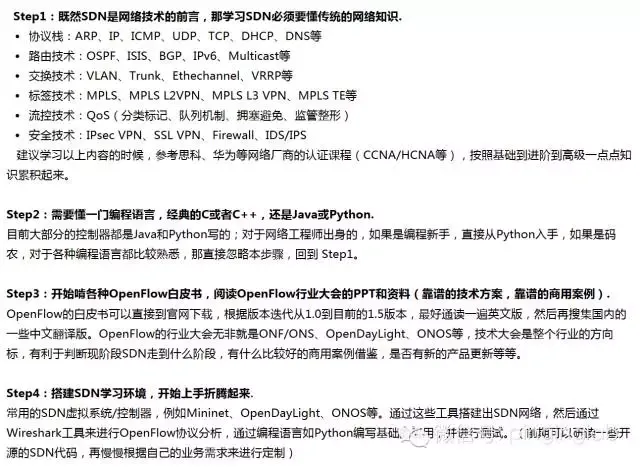 Step1：既然SDN是网络技术的前言，那学习SDN必须要懂传统的网络知识.
• 协议栈：ARP、IP、ICMP、UDP、TCP、DHCP、DNS等
• 路由技术：OSPF、ISIS、BGP、IPv6、Multicast等
• 交换技术：VLAN、Trunk、Ethechannel、VRRP等
• 标签技术：MPLS、MPLS L2VPN、MPLS L3 VPN、MPLS TE等
• 流控技术：QoS（分类标记、队列机制、拥塞避免、监管整形）
• 安全技术：IPsec VPN、SSL VPN、Firewall、IDS/IPS
建议学习以上内容的时候，参考思科、华为等网络厂商的认证课程（CCNA/HCNA等），按照基础到进阶到高级一点点知
识累积起来。
Step2：需要懂一门编程语言，经典的C或者C++，还是Java或Python.
目前大部分的控制器都是Java和Python写的；对于网络工程师出身的，如果是编程新手，直接从Python入手，如果是码
农，对于各种编程语言都比较熟悉，那直接忽略本步骤，回到 Step1。
Step3：开始啃各种OpenFlow白皮书，阅读OpenFlow行业大会的PPT和资料（靠谱的技术方案，靠谱的商用案例）.
OpenFlow的白皮书可以直接到官网下载，根据版本迭代从1.0到目前的1.5版本，最好通读一遍英文版，然后再搜集国内的
一些中文翻译版。OpenFlow的行业大会无非就是ONF/ONS、OpenDayLight、ONOS等，技术大会是整个行业的方向
标，有利于判断现阶段SDN走到什么阶段，有什么比较好的商用案例借鉴，是否有新的产品更新等等。
Step4：搭建SDN学习环境，开始上手折腾起来.
常用的SDN虚拟系统/控制器，例如Mininet、OpenDayLight、ONOS等。通过这些工具搭建出SDN网络，然后通过
Wireshark工具来进行OpenFlow协议分析，通过编程语言如Python编写基础应用，并进行测试。（前期可以研读一些开
源的SDN代码，再慢慢根据自己的业务需求来进行定制）